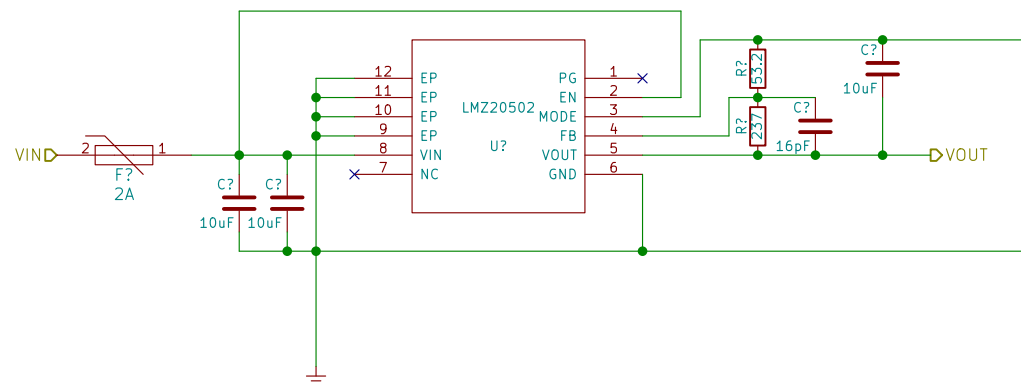 VIN
2
1
F?
2A
C?
10uF
C?
10uF
12 EP
11 EP
10 EP
9 EP
8 VIN
7 NC
LMZ20502
U?
PG 1
EN 2
MODE 3
FB 4
VOUT 5
GND 6
R?
53.2
R?
237
C?
16pF
C?
10uF
VOUT